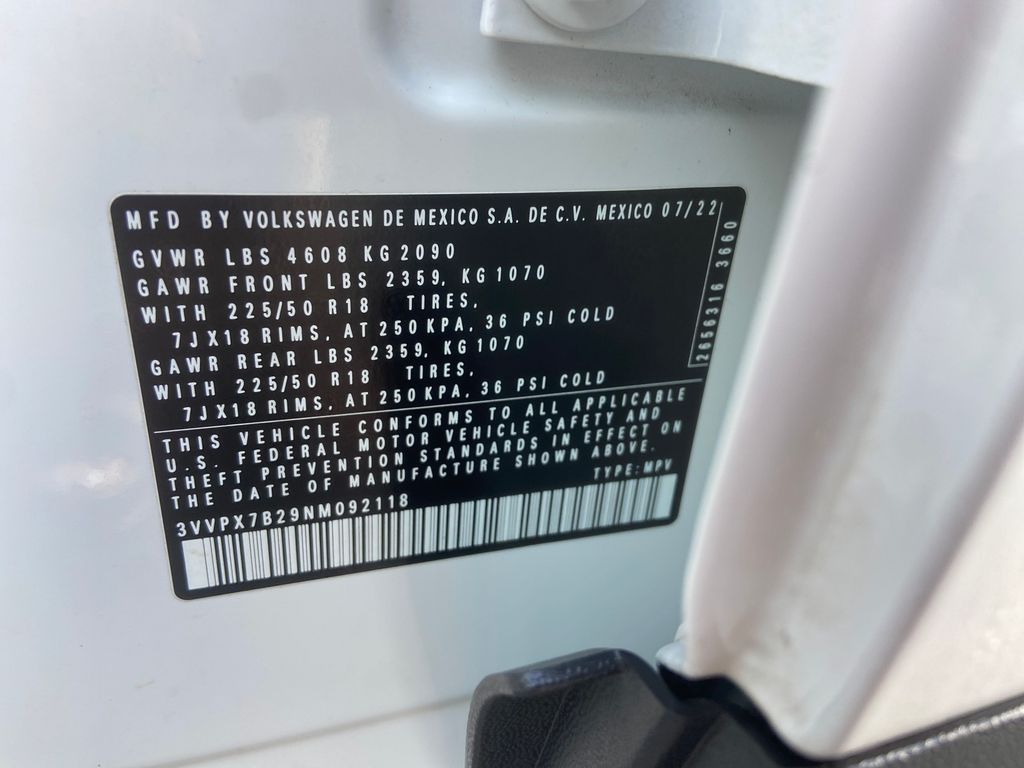 MFD BY VOLKSWAGEN DE MEXICO S.A. DE C.V. MEXICO 07/22
GVWR LBS 4608 KG 2090
GAWR FRONT LBS 2359, KG 1070
WITH 225/50 R18 TIRES,
7JX18 RIMS, AT 250 KPA, 36 PSI COLD
GAWR REAR LBS 2359, KG 1070
WITH 225/50 R18 TIRES,
7JX18 RIMS, AT 250 KPA, 36 PSI COLD
2656316 3660
THIS VEHICLE CONFORMS TO ALL APPLICABLE
U.S. FEDERAL MOTOR VEHICLE SAFETY AND
THEFT PREVENTION STANDARDS IN EFFECT ON
THE DATE OF MANUFACTURE SHOWN ABOVE.
3VVPX7B29NM092118 TYPE: MPV